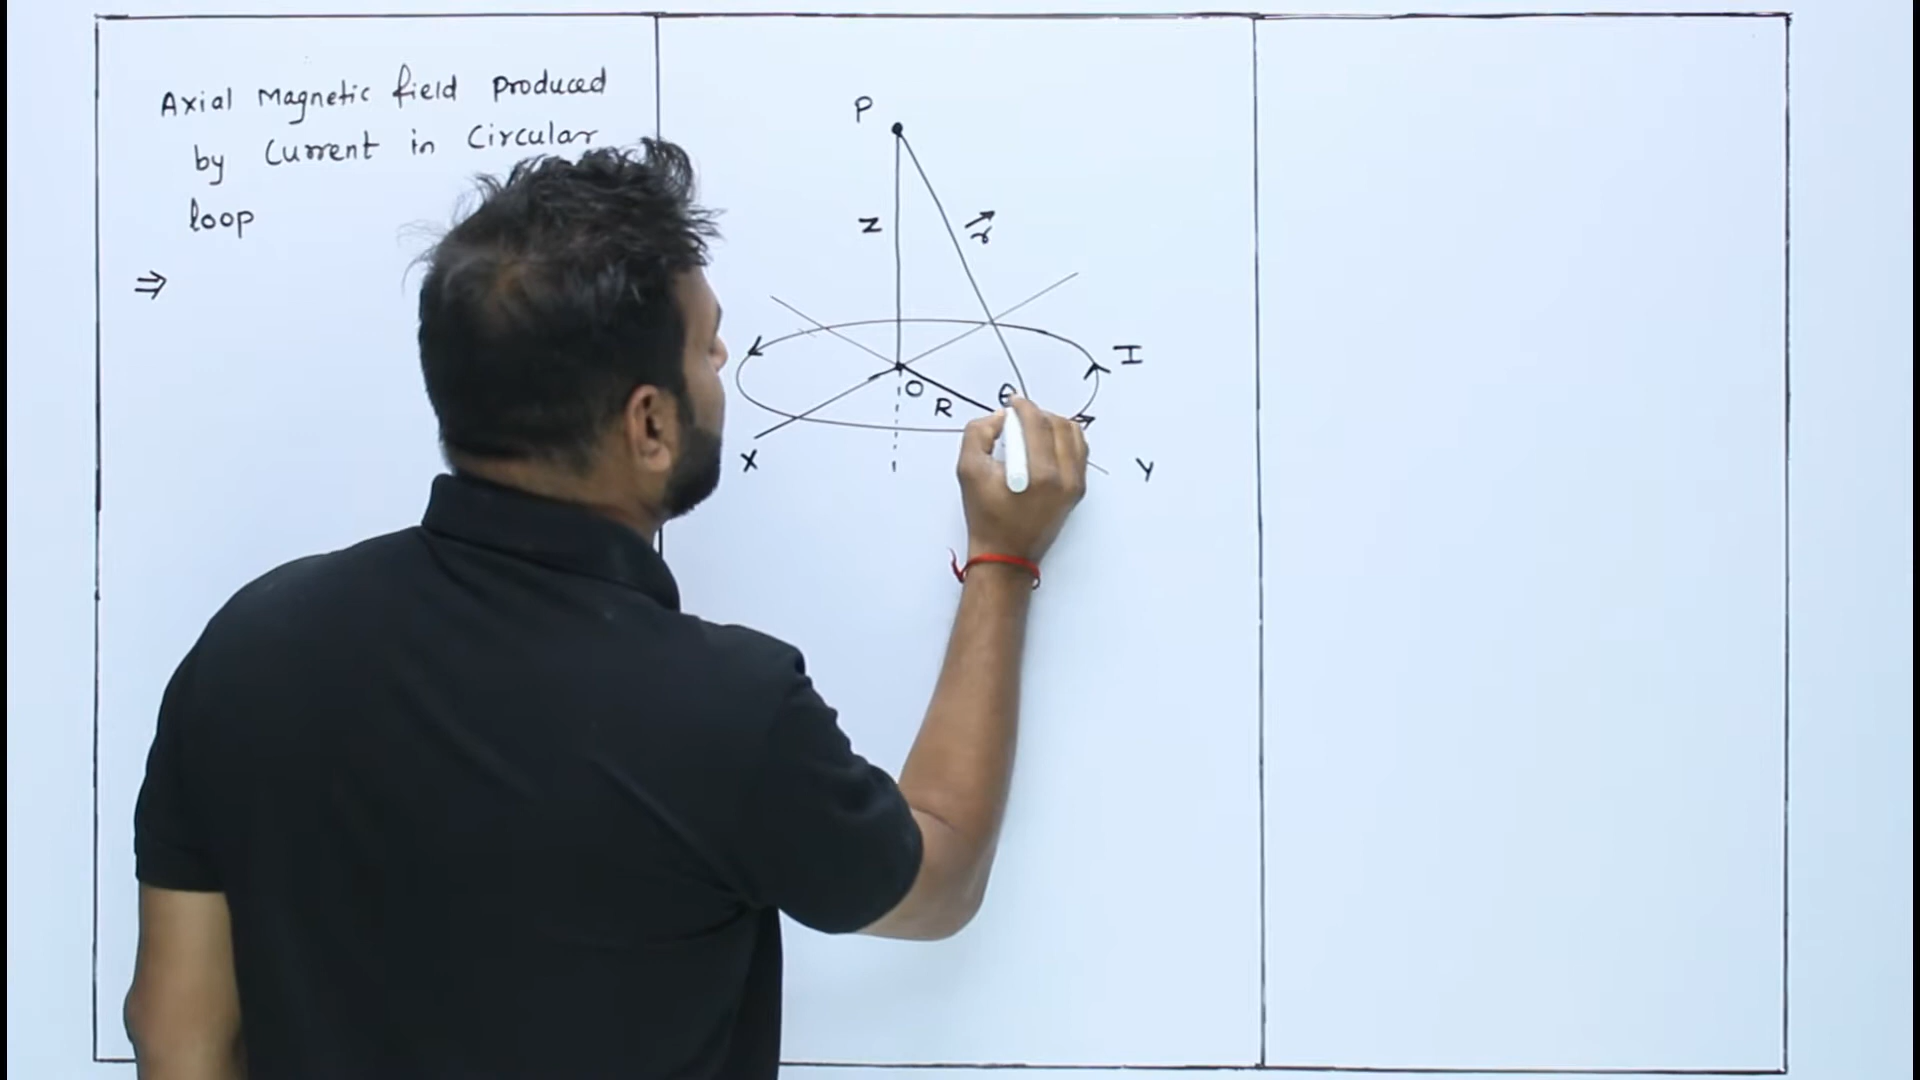 Axial Magnetic field Produced
by Current in Circular
loop
⇒
P
Z
r
I
O
R
θ
X
Y